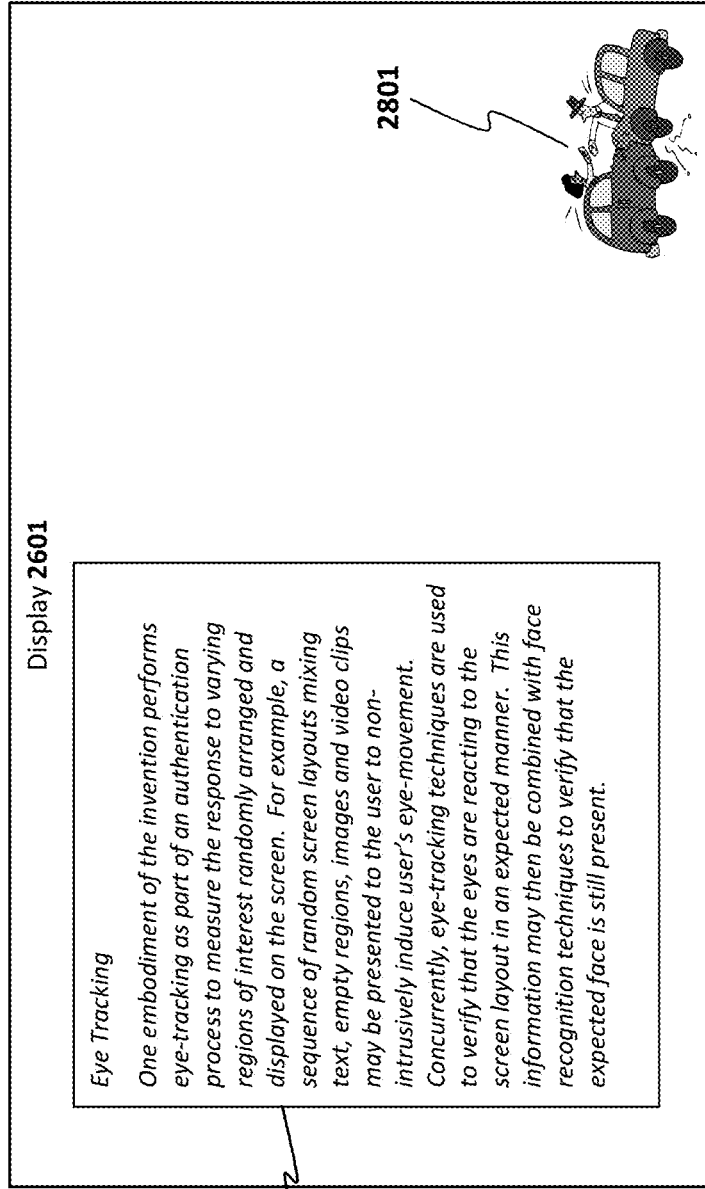 Display 2601
Eye Tracking
One embodiment of the invention performs
eye-tracking as part of an authentication
process to measure the response to varying
regions of interest randomly arranged and
displayed on the screen. For example, a
sequence of random screen layouts mixing
text, empty regions, images and video clips
may be presented to the user to non-
intrusively induce user's eye-movement.
Concurrently, eye-tracking techniques are used
to verify that the eyes are reacting to the
screen layout in an expected manner. This
information may then be combined with face
recognition techniques to verify that the
expected face is still present.
2801